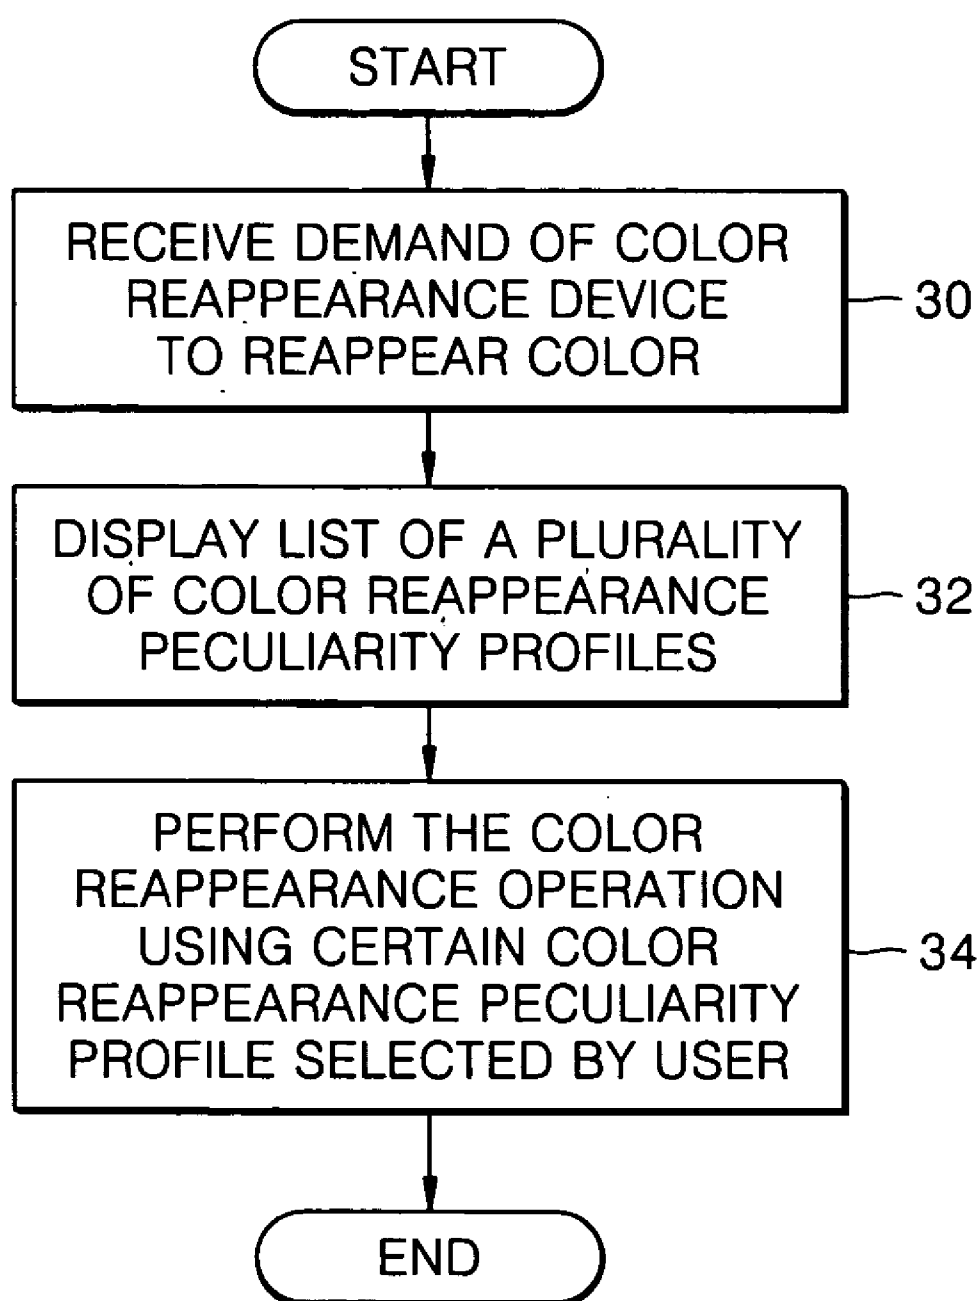 START
RECEIVE DEMAND OF COLOR
REAPPEARANCE DEVICE
TO REAPPEAR COLOR
30
DISPLAY LIST OF A PLURALITY
OF COLOR REAPPEARANCE
PECULIARITY PROFILES
32
PERFORM THE COLOR
REAPPEARANCE OPERATION
USING CERTAIN COLOR
REAPPEARANCE PECULIARITY
PROFILE SELECTED BY USER
34
END